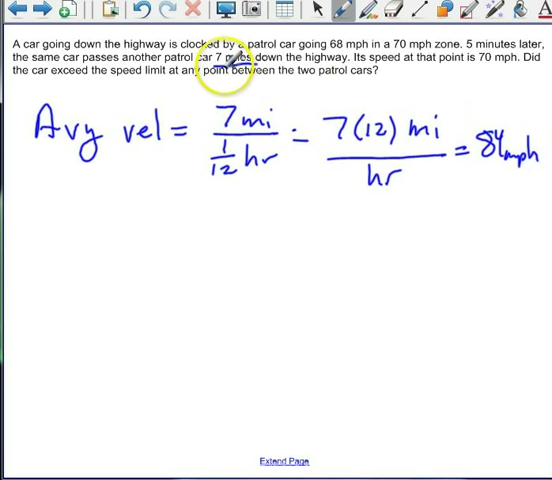 A car going down the highway is clocked by a patrol car going 68 mph in a 70 mph zone. 5 minutes later,
the same car passes another patrol car 7 miles down the highway. Its speed at that point is 70 mph. Did
the car exceed the speed limit at any point between the two patrol cars?
Avg vel = 7mi / 1/12 hr = 7(12) mi / hr = 84 mph
Extend Page